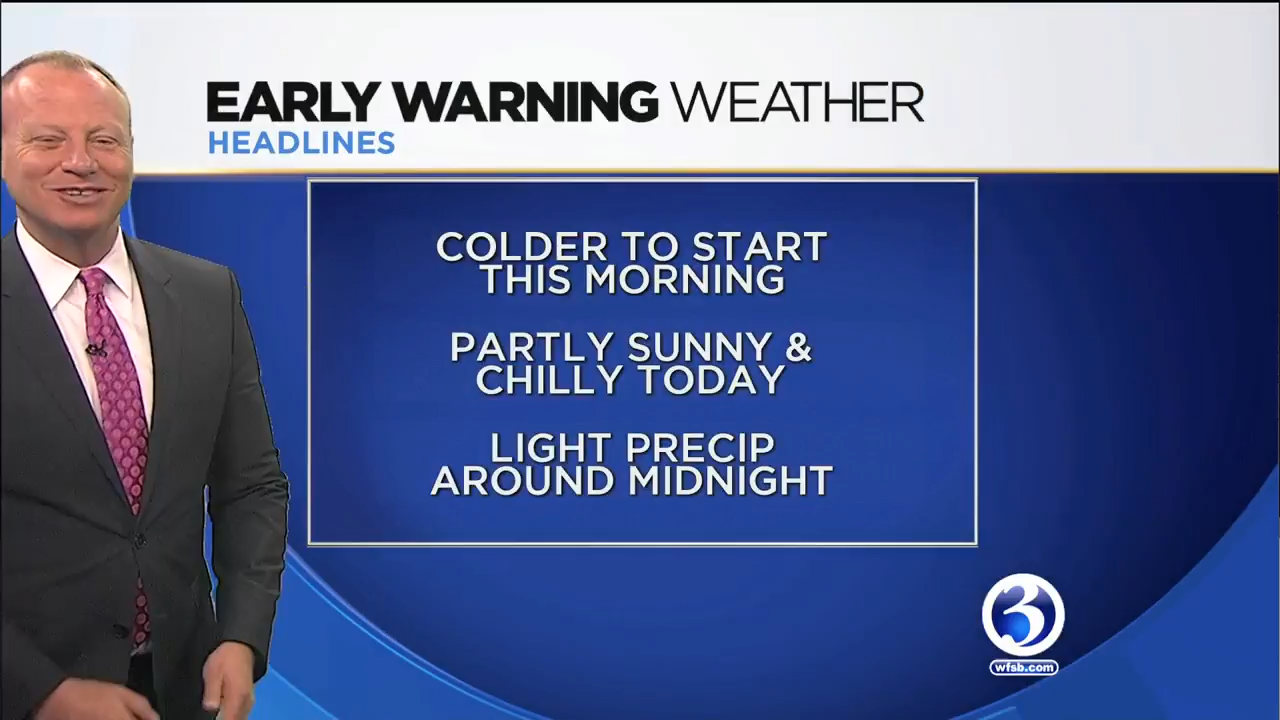 EARLY WARNING WEATHER
HEADLINES
COLDER TO START
THIS MORNING
PARTLY SUNNY &
CHILLY TODAY
LIGHT PRECIP
AROUND MIDNIGHT
3
wfsb.com